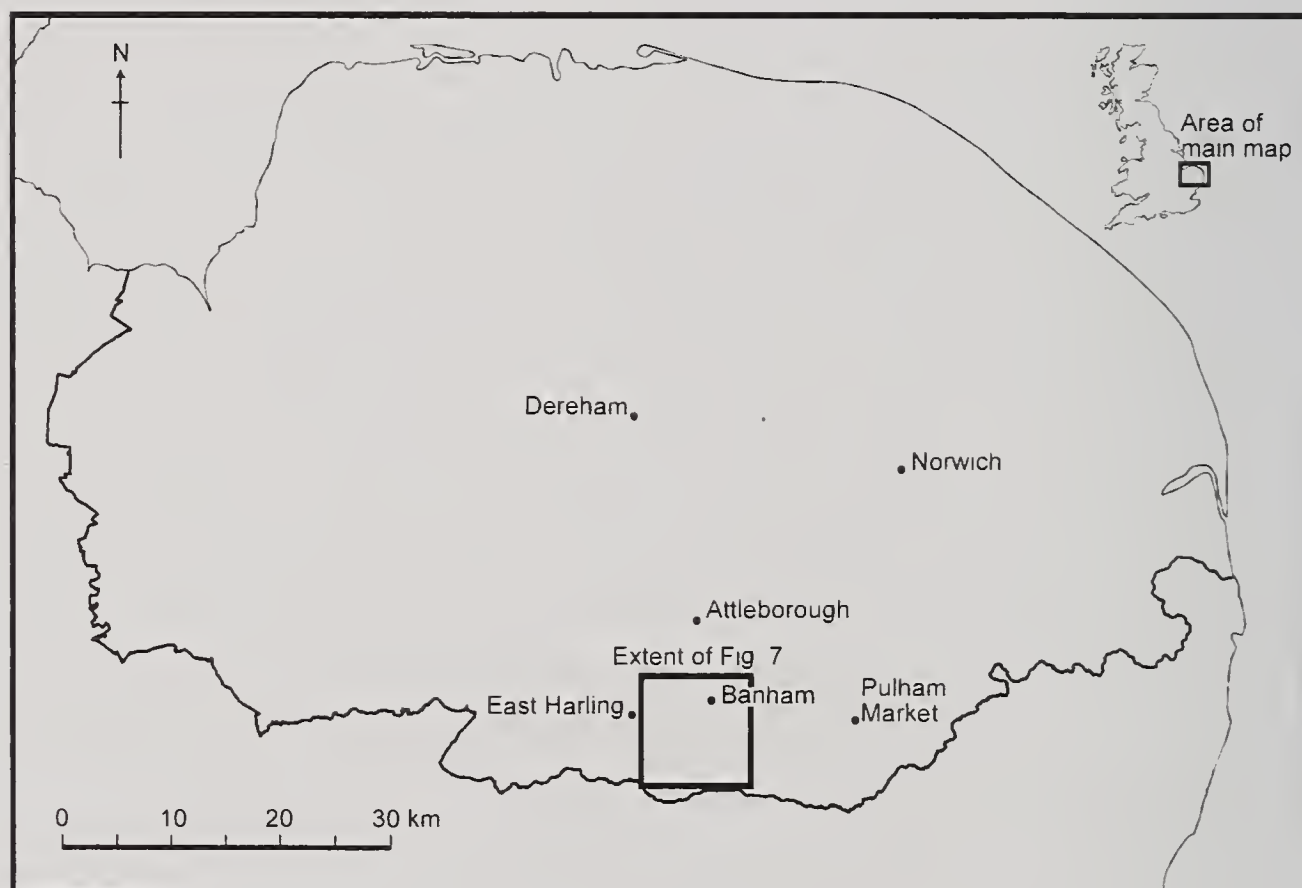 N
Area of
main map
Dereham
Norwich
Attleborough
Extent of Fig 7
Banham
East Harling
Pulham
Market
0 10 20 30 km